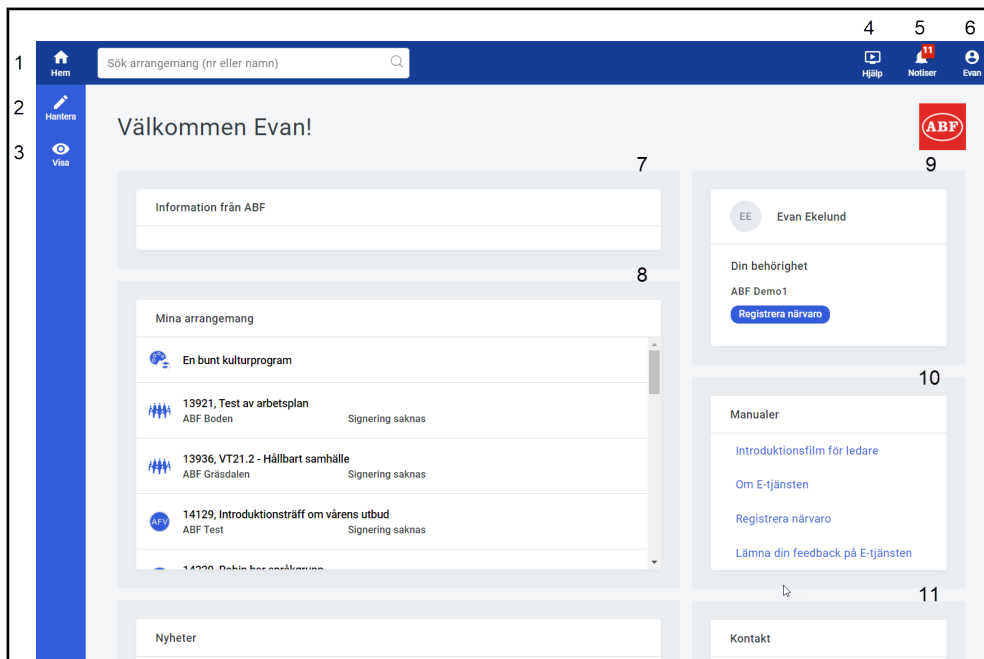 4 5 6
1 Hem Sök arrangemang (nr eller namn) Hjälp 11 Notiser Evan
2 Hantera
3 Visa
Välkommen Evan!
ABF
7
Information från ABF
8
Mina arrangemang
En bunt kulturprogram
13921, Test av arbetsplan
ABF Boden Signering saknas
13936, VT21.2 - Hållbart samhälle
ABF Gräsdalen Signering saknas
AFV 14129, Introduktionsträff om vårens utbud
ABF Test Signering saknas
Nyheter
9
EE Evan Ekelund
Din behörighet
ABF Demo1
Registrera närvaro
10
Manualer
Introduktionsfilm för ledare
Om E-tjänsten
Registrera närvaro
Lämna din feedback på E-tjänsten
11
Kontakt